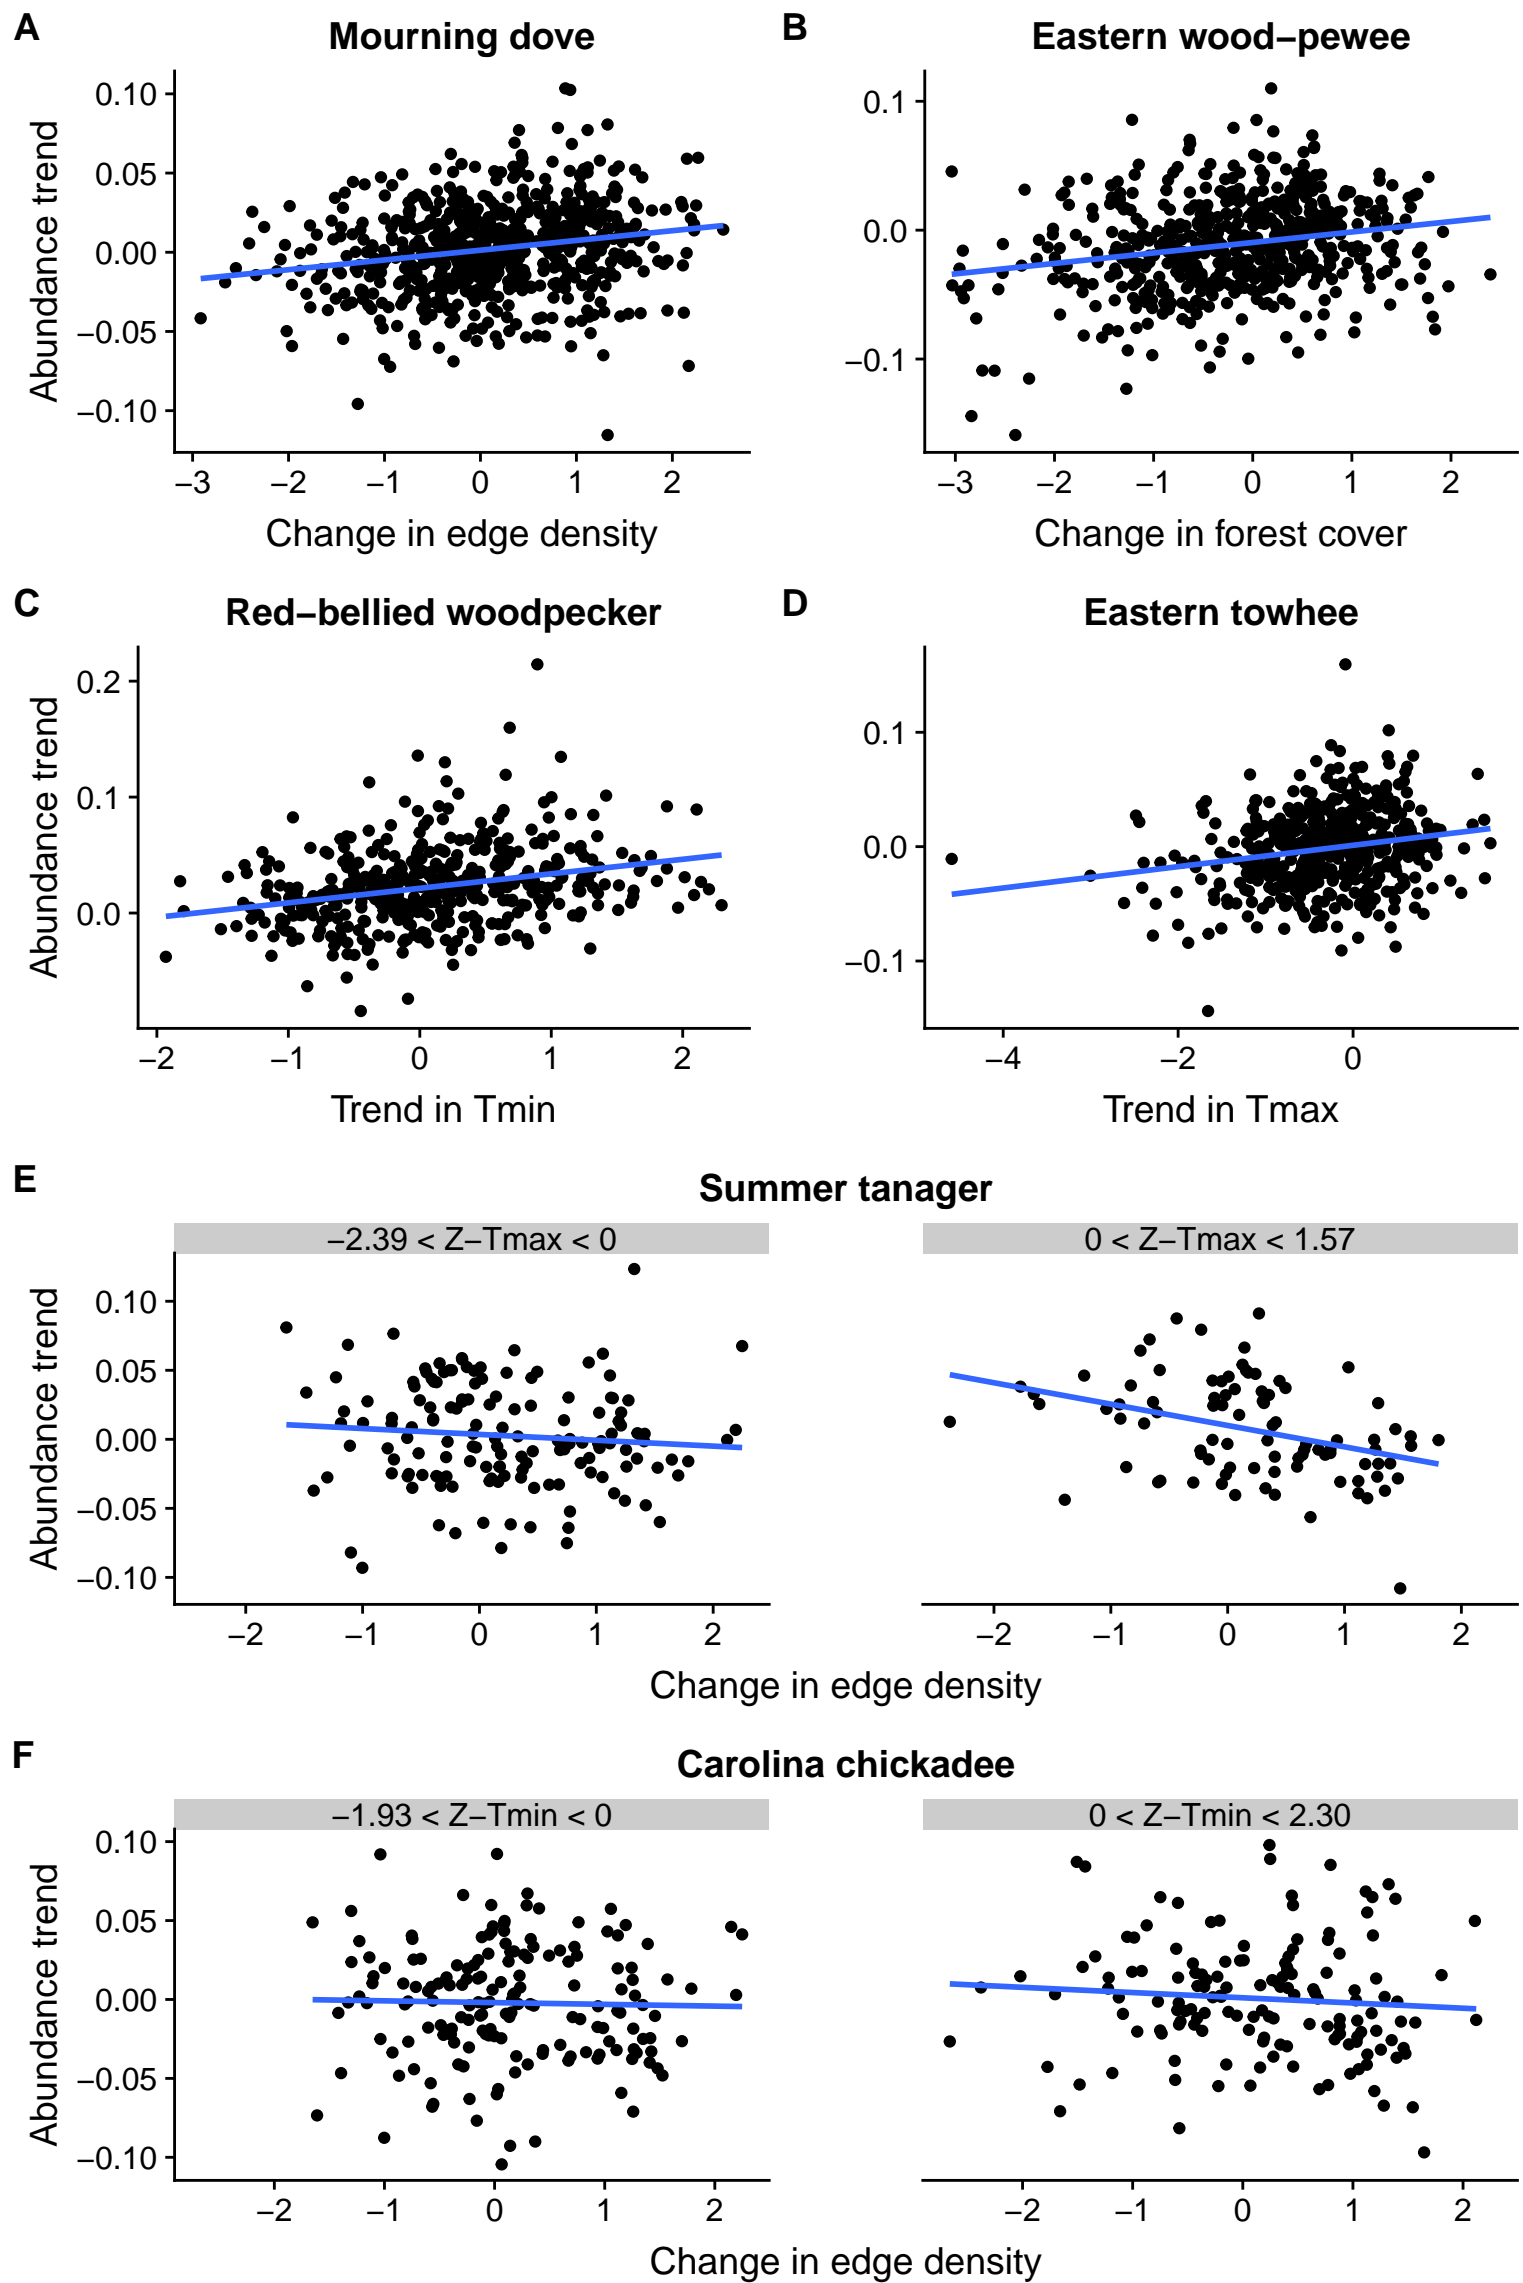 A
Mourning dove
Abundance trend
0.10
0.05
0.00
−0.05
−0.10
−3 −2 −1 0 1 2
Change in edge density
B
Eastern wood−pewee
0.1
0.0
−0.1
−3 −2 −1 0 1 2
Change in forest cover
C
Red−bellied woodpecker
Abundance trend
0.2
0.1
0.0
−2 −1 0 1 2
Trend in Tmin
D
Eastern towhee
0.1
0.0
−0.1
−4 −2 0
Trend in Tmax
E
Summer tanager
−2.39 < Z−Tmax < 0
0 < Z−Tmax < 1.57
Abundance trend
0.10
0.05
0.00
−0.05
−0.10
−2 −1 0 1 2
−2 −1 0 1 2
Change in edge density
F
Carolina chickadee
−1.93 < Z−Tmin < 0
0 < Z−Tmin < 2.30
Abundance trend
0.10
0.05
0.00
−0.05
−0.10
−2 −1 0 1 2
−2 −1 0 1 2
Change in edge density